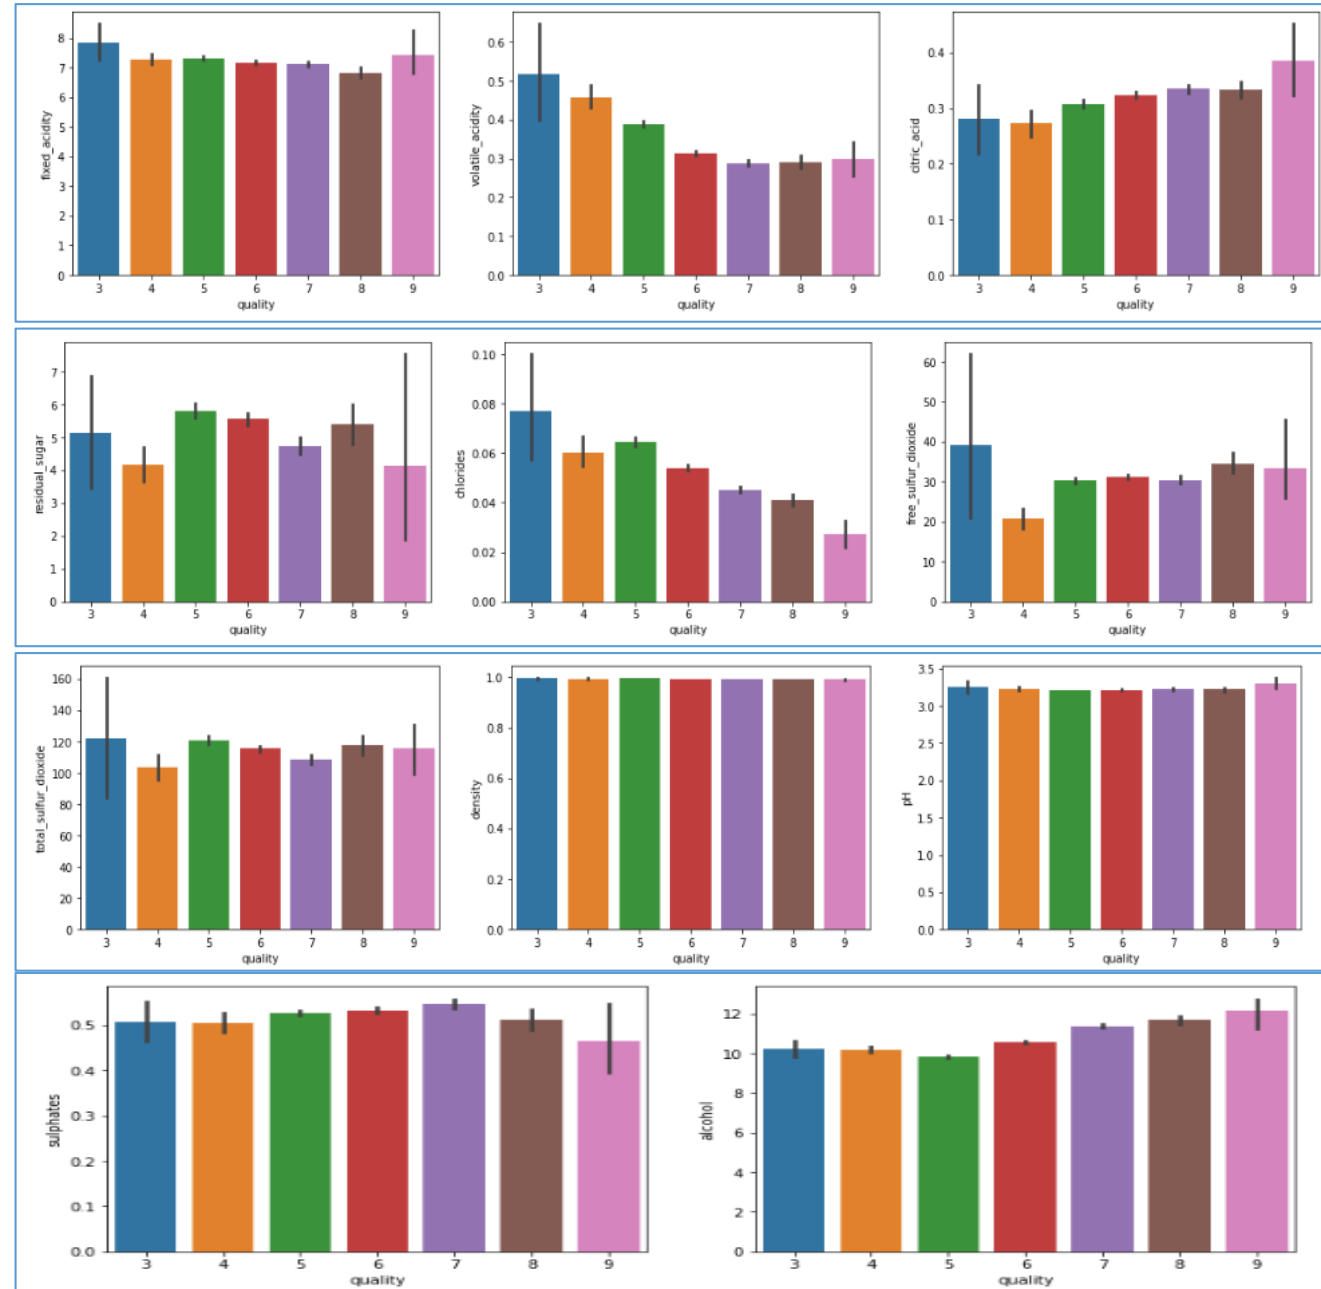 fixed_acidity
8
7
6
5
4
3
2
1
0
3 4 5 6 7 8 9
quality
volatile_acidity
0.6
0.5
0.4
0.3
0.2
0.1
0.0
3 4 5 6 7 8 9
quality
citric_acid
0.4
0.3
0.2
0.1
0.0
3 4 5 6 7 8 9
quality
residual_sugar
7
6
5
4
3
2
1
0
3 4 5 6 7 8 9
quality
chlorides
0.10
0.08
0.06
0.04
0.02
0.00
3 4 5 6 7 8 9
quality
free_sulfur_dioxide
60
50
40
30
20
10
0
3 4 5 6 7 8 9
quality
total_sulfur_dioxide
160
140
120
100
80
60
40
20
0
3 4 5 6 7 8 9
quality
density
1.0
0.8
0.6
0.4
0.2
0.0
3 4 5 6 7 8 9
quality
pH
3.5
3.0
2.5
2.0
1.5
1.0
0.5
0.0
3 4 5 6 7 8 9
quality
sulphates
0.5
0.4
0.3
0.2
0.1
0.0
3 4 5 6 7 8 9
quality
alcohol
12
10
8
6
4
2
0
3 4 5 6 7 8 9
quality